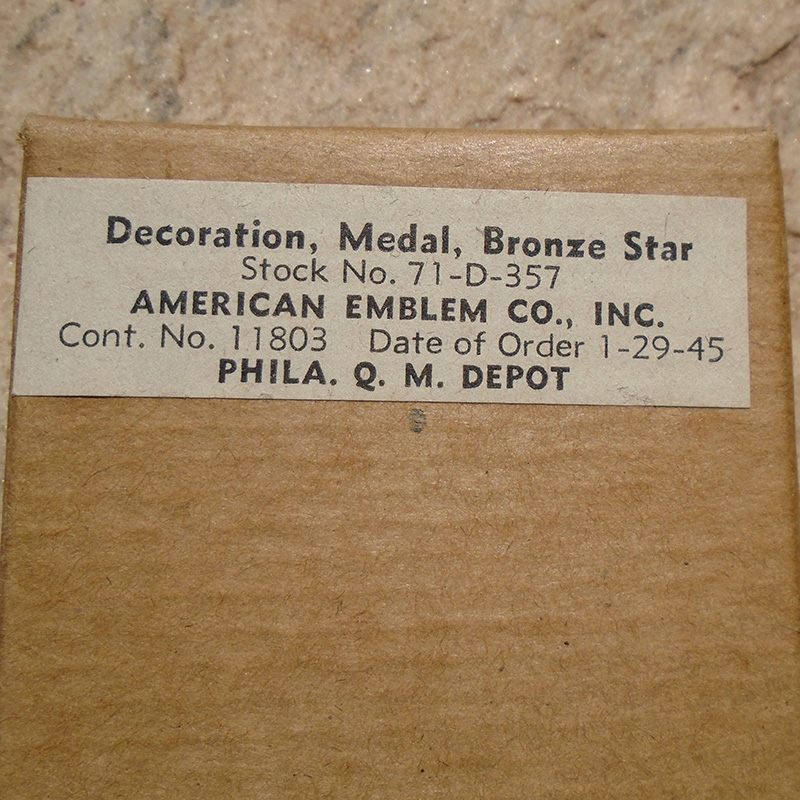 Decoration, Medal, Bronze Star
Stock No. 71-D-357
AMERICAN EMBLEM CO., INC.
Cont. No. 11803 Date of Order 1-29-45
PHILA. Q. M. DEPOT